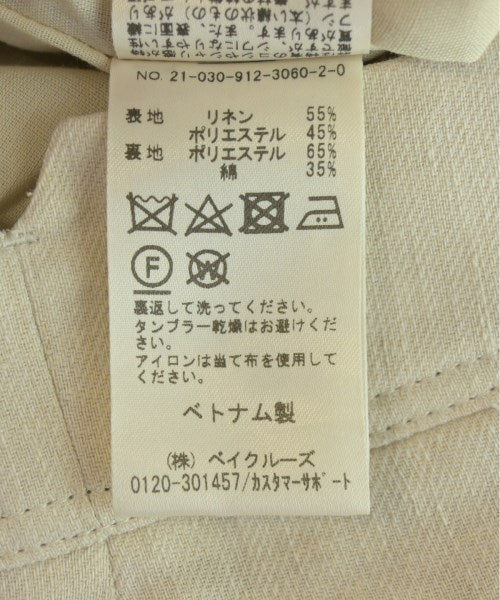 NO. 21-030-912-3060-2-0
表地 リネン 55%
ポリエステル 45%
裏地 ポリエステル 65%
綿 35%
F W
裏返して洗ってください。
タンブラー乾燥はお避けくだ
さい。
アイロンは当て布を使用して
ください。
ベトナム製
(株) ベイクルーズ
0120-301457/カスタマーサポート